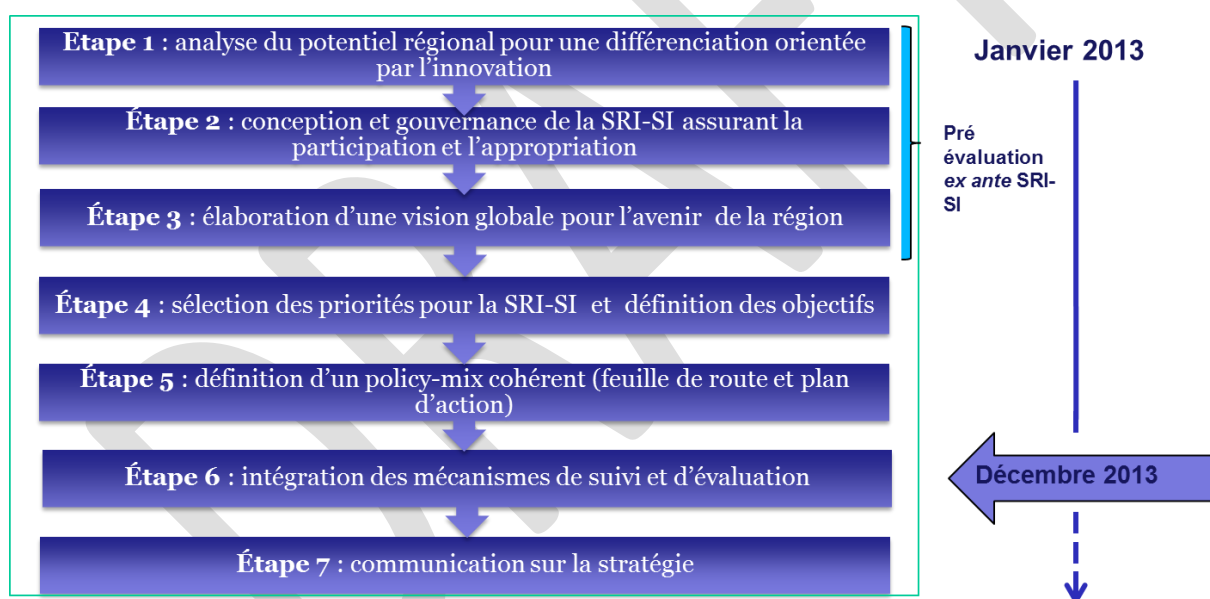 Etape 1 : analyse du potentiel régional pour une différenciation orientée
par l’innovation
Étape 2 : conception et gouvernance de la SRI-SI assurant la
participation et l’appropriation
Étape 3 : élaboration d’une vision globale pour l’avenir de la région
Étape 4 : sélection des priorités pour la SRI-SI et définition des objectifs
Étape 5 : définition d’un policy-mix cohérent (feuille de route et plan
d’action)
Étape 6 : intégration des mécanismes de suivi et d’évaluation
Étape 7 : communication sur la stratégie
Janvier 2013
Pré
évaluation
ex ante SRI-
SI
Décembre 2013